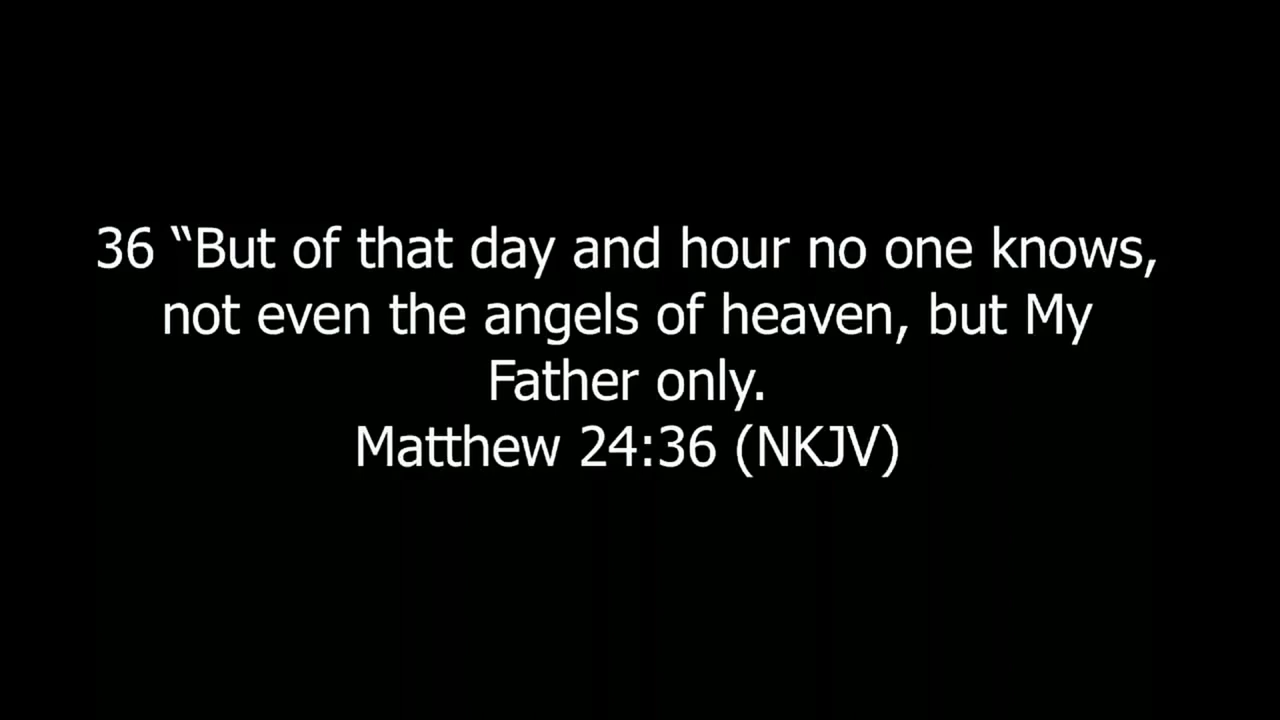 36 “But of that day and hour no one knows,
not even the angels of heaven, but My
Father only.
Matthew 24:36 (NKJV)